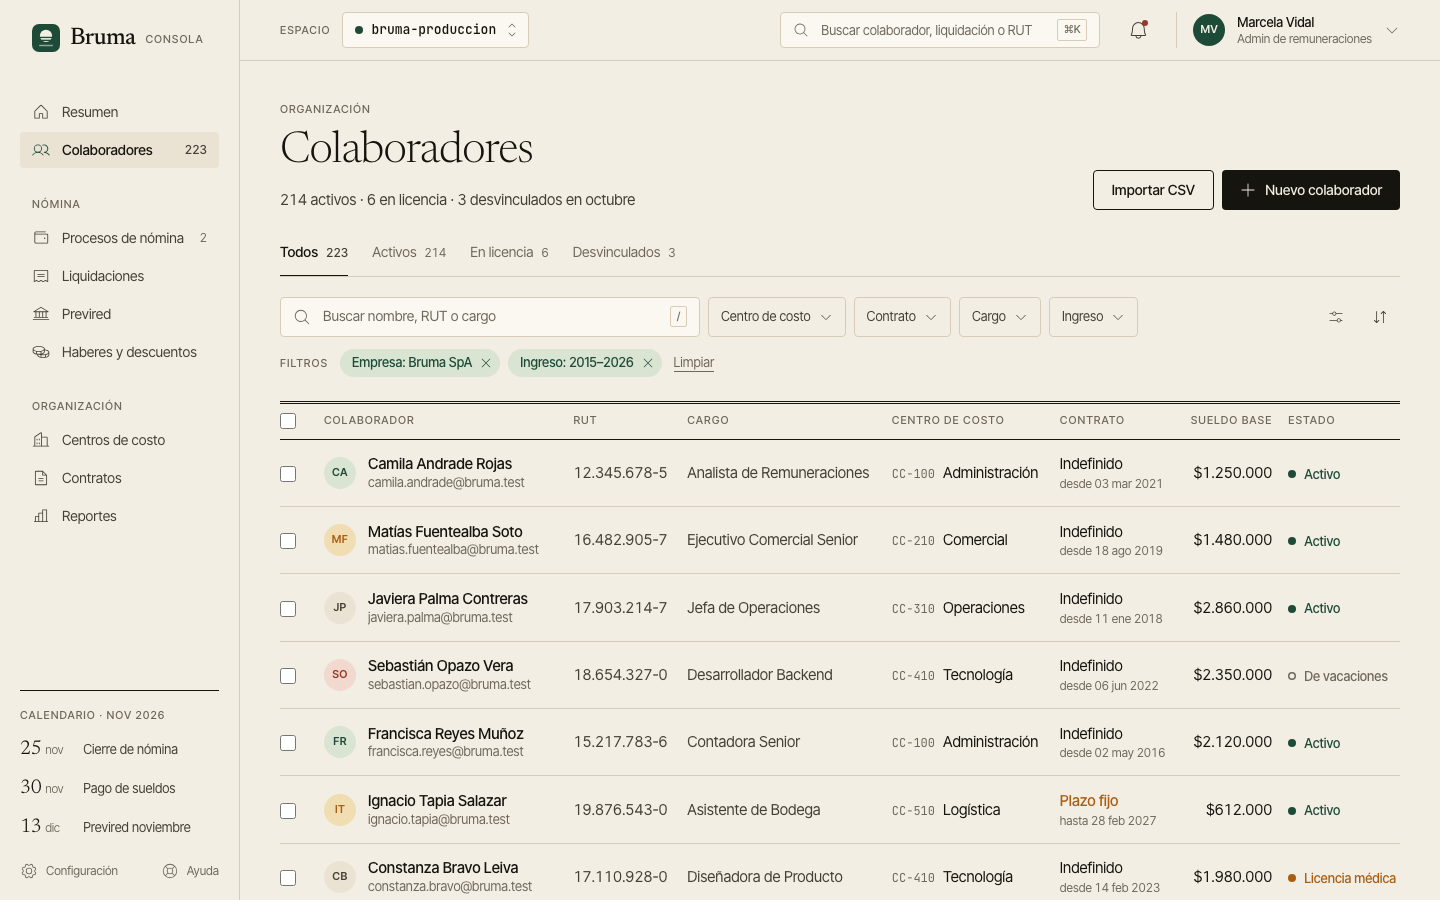 Bruma CONSOLA
ESPACIO bruma-produccion
Buscar colaborador, liquidación o RUT ⌘K
MV Marcela Vidal
Admin de remuneraciones
Resumen
Colaboradores 223
NÓMINA
Procesos de nómina 2
Liquidaciones
Previred
Haberes y descuentos
ORGANIZACIÓN
Centros de costo
Contratos
Reportes
CALENDARIO · NOV 2026
25 nov Cierre de nómina
30 nov Pago de sueldos
13 dic Previred noviembre
Configuración Ayuda
ORGANIZACIÓN
Colaboradores
214 activos · 6 en licencia · 3 desvinculados en octubre
Importar CSV Nuevo colaborador
Todos 223 Activos 214 En licencia 6 Desvinculados 3
Buscar nombre, RUT o cargo / Centro de costo Contrato Cargo Ingreso
FILTROS Empresa: Bruma SpA Ingreso: 2015–2026 Limpiar
COLABORADOR RUT CARGO CENTRO DE COSTO CONTRATO SUELDO BASE ESTADO
CA Camila Andrade Rojas 12.345.678-5 Analista de Remuneraciones CC-100 Administración Indefinido $1.250.000 Activo
camila.andrade@bruma.test desde 03 mar 2021
MF Matías Fuentealba Soto 16.482.905-7 Ejecutivo Comercial Senior CC-210 Comercial Indefinido $1.480.000 Activo
matias.fuentealba@bruma.test desde 18 ago 2019
JP Javiera Palma Contreras 17.903.214-7 Jefa de Operaciones CC-310 Operaciones Indefinido $2.860.000 Activo
javiera.palma@bruma.test desde 11 ene 2018
SO Sebastián Opazo Vera 18.654.327-0 Desarrollador Backend CC-410 Tecnología Indefinido $2.350.000 De vacaciones
sebastian.opazo@bruma.test desde 06 jun 2022
FR Francisca Reyes Muñoz 15.217.783-6 Contadora Senior CC-100 Administración Indefinido $2.120.000 Activo
francisca.reyes@bruma.test desde 02 may 2016
IT Ignacio Tapia Salazar 19.876.543-0 Asistente de Bodega CC-510 Logística Plazo fijo $612.000 Activo
ignacio.tapia@bruma.test hasta 28 feb 2027
CB Constanza Bravo Leiva 17.110.928-0 Diseñadora de Producto CC-410 Tecnología Indefinido $1.980.000 Licencia médica
constanza.bravo@bruma.test desde 14 feb 2023